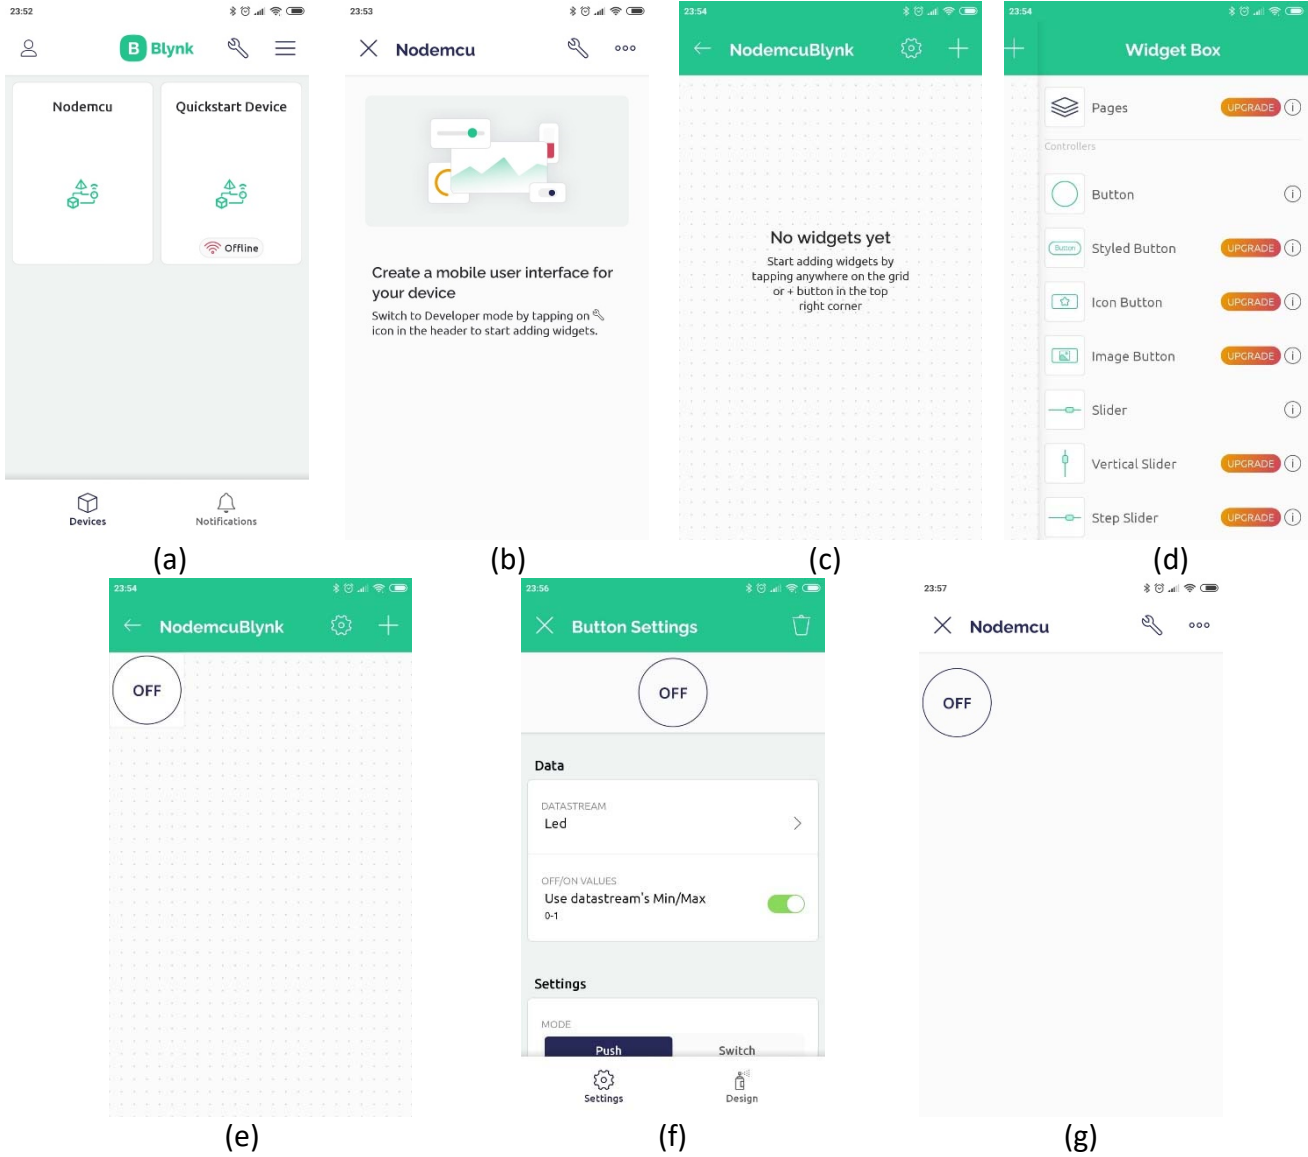 23:52
Blynk
Nodemcu
Quickstart Device
Offline
Devices
Notifications
(a)
23:53
Nodemcu
Create a mobile user interface for
your device
Switch to Developer mode by tapping on
icon in the header to start adding widgets.
(b)
23:54
NodemcuBlynk
No widgets yet
Start adding widgets by
tapping anywhere on the grid
or + button in the top
right corner
(c)
23:54
Widget Box
Pages UPGRADE
Controllers
Button
Button Styled Button UPGRADE
Icon Button UPGRADE
Image Button UPGRADE
Slider
Vertical Slider UPGRADE
Step Slider UPGRADE
(d)
23:54
NodemcuBlynk
OFF
(e)
23:56
Button Settings
OFF
Data
DATASTREAM
Led
OFF/ON VALUES
Use datastream's Min/Max
0-1
Settings
MODE
Push Switch
Settings Design
(f)
23:57
Nodemcu
OFF
(g)